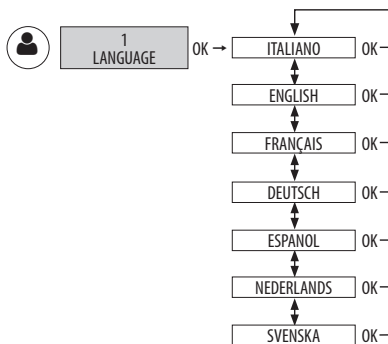 1
LANGUAGE
OK
ITALIANO OK
ENGLISH OK
FRANÇAIS OK
DEUTSCH OK
ESPANOL OK
NEDERLANDS OK
SVENSKA OK